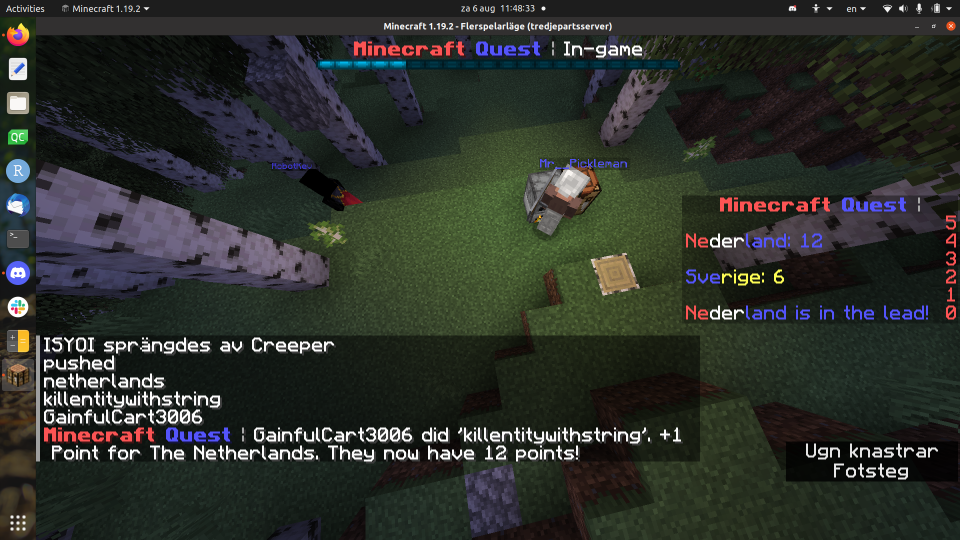 Activities
Minecraft 1.19.2
za 6 aug 11:48:33
en
Minecraft 1.19.2 - Flerspelarläge (tredjepartsserver)
Minecraft Quest | In-game
QC
R
Mr._Pickleman
Minecraft Quest |
5
Nederland: 12 4
3
Sverige: 6 2
1
Nederland is in the lead! 0
I5YOI sprängdes av Creeper
pushed
netherlands
killentitywithstring
GainfulCart3006
Minecraft Quest | GainfulCart3006 did 'killentitywithstring'. +1
Point for The Netherlands. They now have 12 points!
Ugn knastrar
Fotsteg